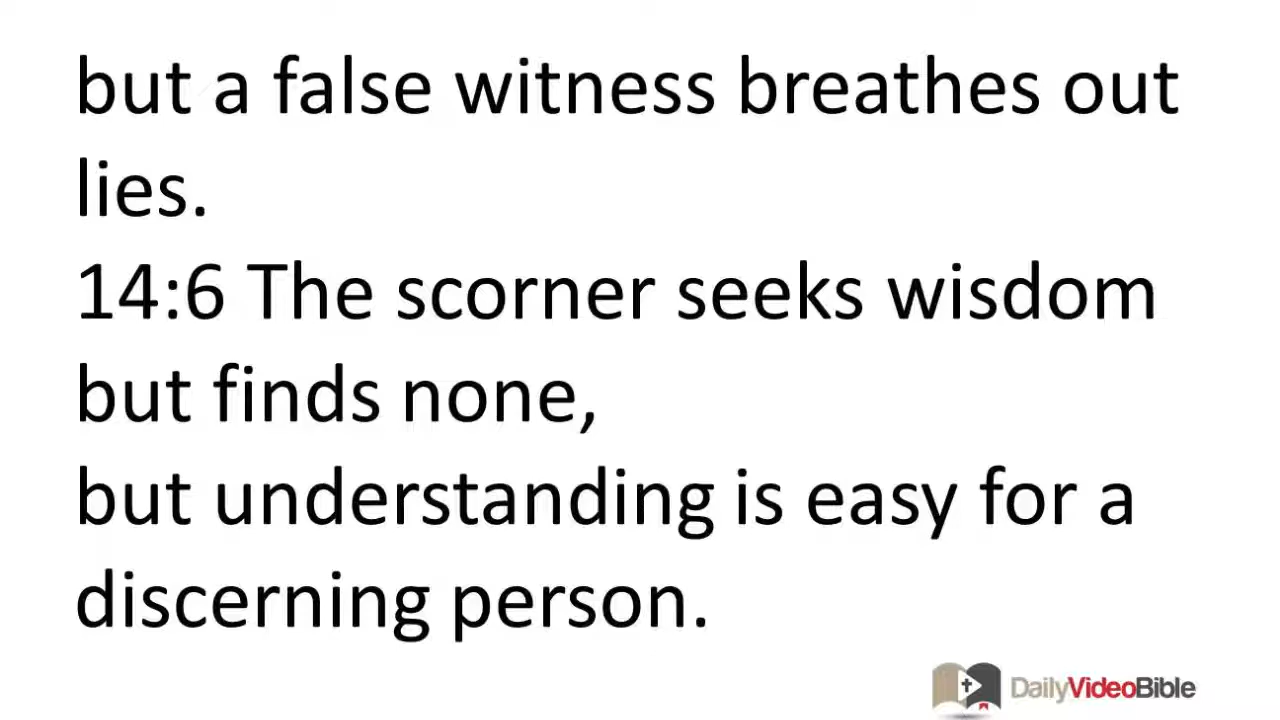 but a false witness breathes out
lies.
14:6 The scorner seeks wisdom
but finds none,
but understanding is easy for a
discerning person.
DailyVideoBible